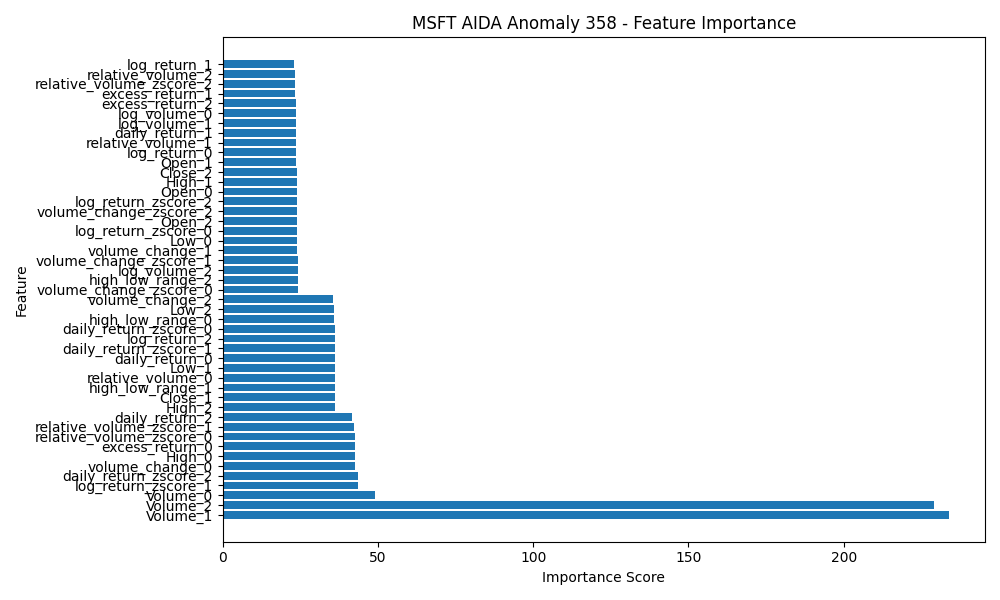 MSFT AIDA Anomaly 358 - Feature Importance
log_return_1
relative_volume_2
relative_volume_zscore_2
excess_return_1
excess_return_2
log_volume_0
log_volume_1
daily_return_1
relative_volume_1
log_return_0
Open_1
Close_2
High_1
Open_0
log_return_zscore_2
volume_change_zscore_2
Open_2
log_return_zscore_0
Low_0
volume_change_1
volume_change_zscore_1
log_volume_2
high_low_range_2
volume_change_zscore_0
volume_change_2
Low_2
high_low_range_0
daily_return_zscore_0
log_return_2
daily_return_zscore_1
daily_return_0
Low_1
relative_volume_0
high_low_range_1
Close_1
High_2
daily_return_2
relative_volume_zscore_1
relative_volume_zscore_0
excess_return_0
High_0
volume_change_0
daily_return_zscore_2
log_return_zscore_1
Volume_0
Volume_2
Volume_1
Feature
0 50 100 150 200
Importance Score